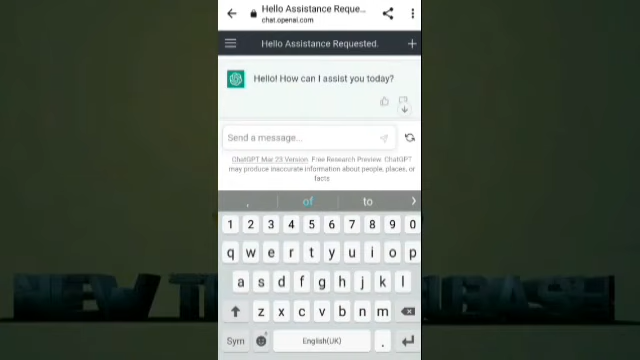 Hello Assistance Reque...
chat.openai.com
Hello Assistance Requested.
Hello! How can I assist you today?
Send a message...
ChatGPT Mar 23 Version. Free Research Preview. ChatGPT
may produce inaccurate information about people, places, or
facts
, of to
1 2 3 4 5 6 7 8 9 0
q w e r t y u i o p
a s d f g h j k l
z x c v b n m
Sym English(UK) .
NEW